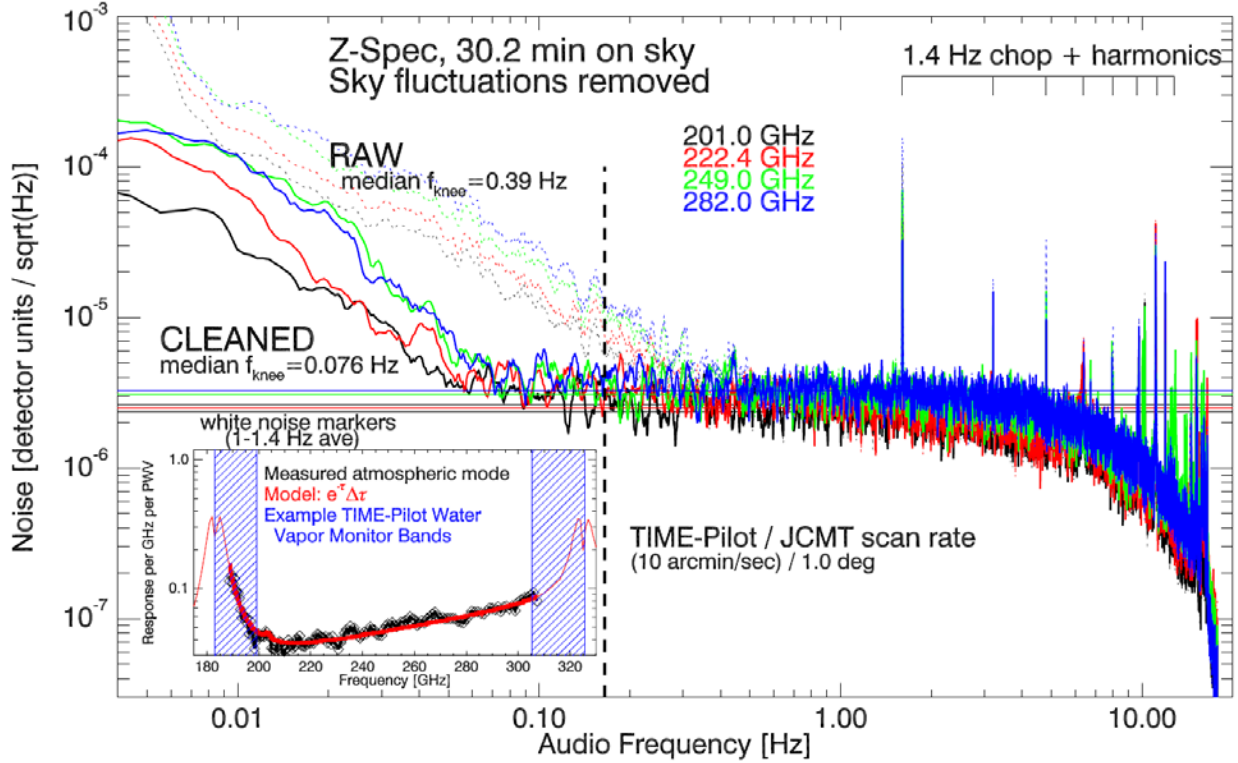 Z-Spec, 30.2 min on sky
Sky fluctuations removed
1.4 Hz chop + harmonics
RAW
median f_knee=0.39 Hz
201.0 GHz
222.4 GHz
249.0 GHz
282.0 GHz
CLEANED
median f_knee=0.076 Hz
white noise markers
(1-1.4 Hz ave)
TIME-Pilot / JCMT scan rate
(10 arcmin/sec) / 1.0 deg
Noise [detector units / sqrt(Hz)]
10^-3
10^-4
10^-5
10^-6
10^-7
0.01
0.10
1.00
10.00
Audio Frequency [Hz]
Measured atmospheric mode
Model: e^-τ Δτ
Example TIME-Pilot Water
Vapor Monitor Bands
Response per GHz per PWV
1.0
0.1
180
200
220
240
260
280
300
320
Frequency [GHz]